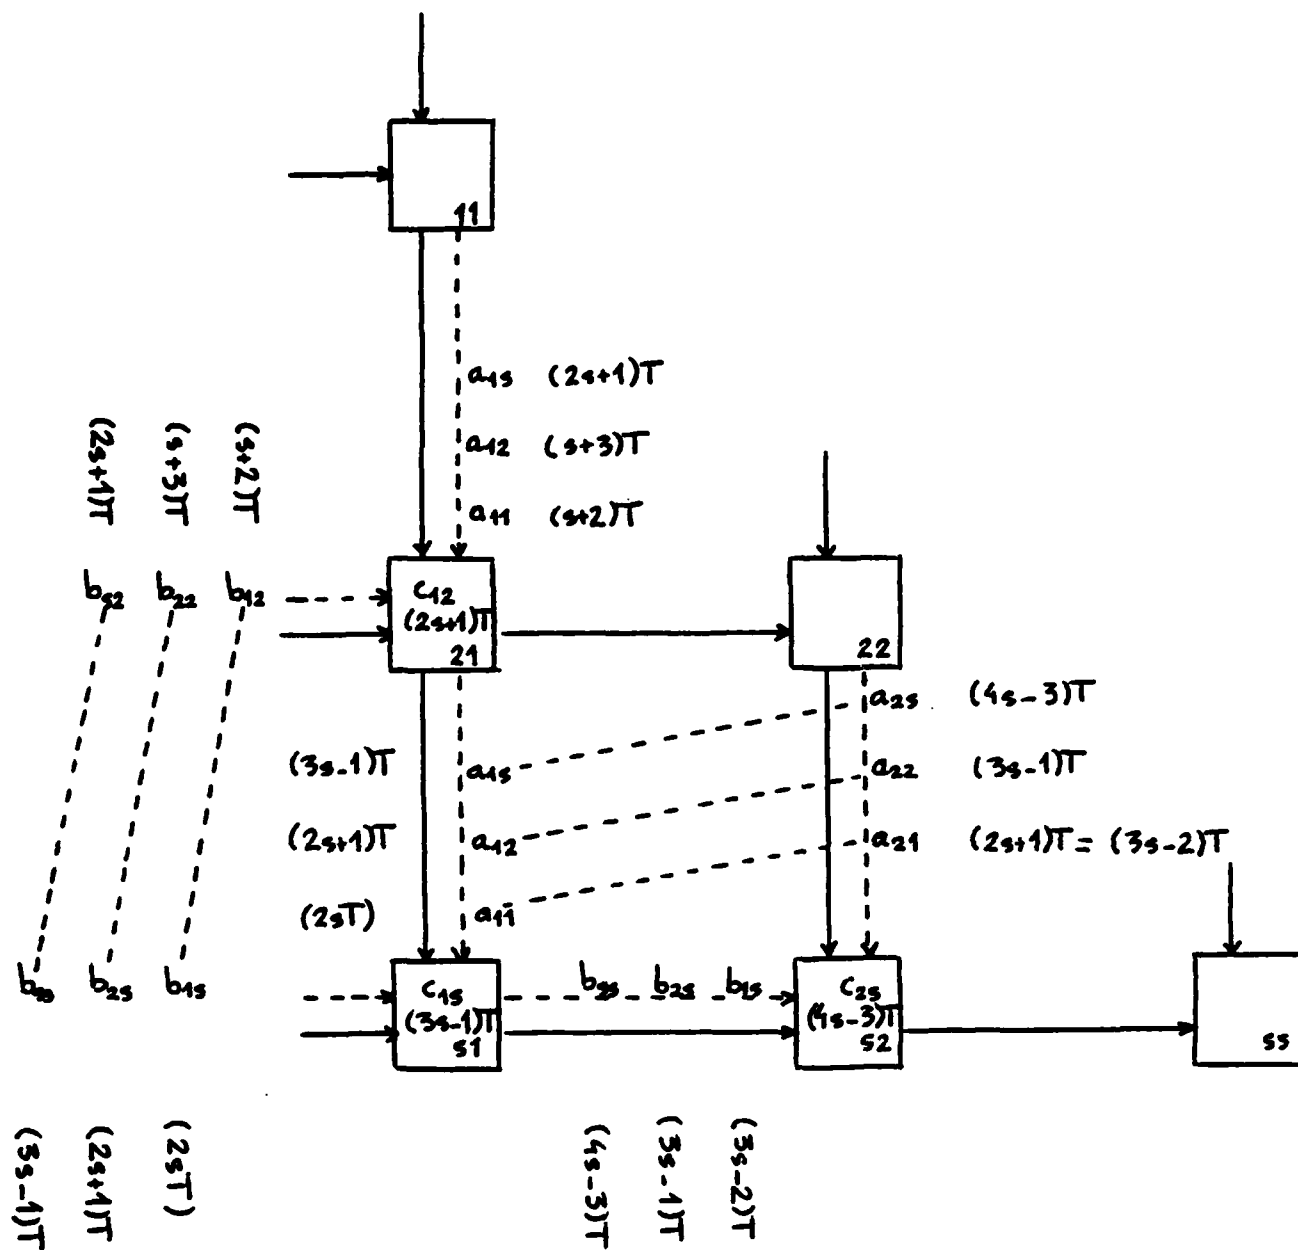 11
a1s (2s+1)T
a12 (s+3)T
a11 (s+2)T
(2s+1)T
(s+3)T
(s+2)T
bs2 b22 b12
c12
(2s+1)T
21
22
a2s (4s-3)T
(3s-1)T a1s
a22 (3s-1)T
(2s+1)T a12
a21 (2s+1)T = (3s-2)T
(2sT) a11
bss b2s b1s
c1s
(3s-1)T
s1
bss b2s b1s
c2s
(4s-3)T
s2
ss
(3s-1)T
(2s+1)T
(2sT)
(4s-3)T
(3s-1)T
(3s-2)T